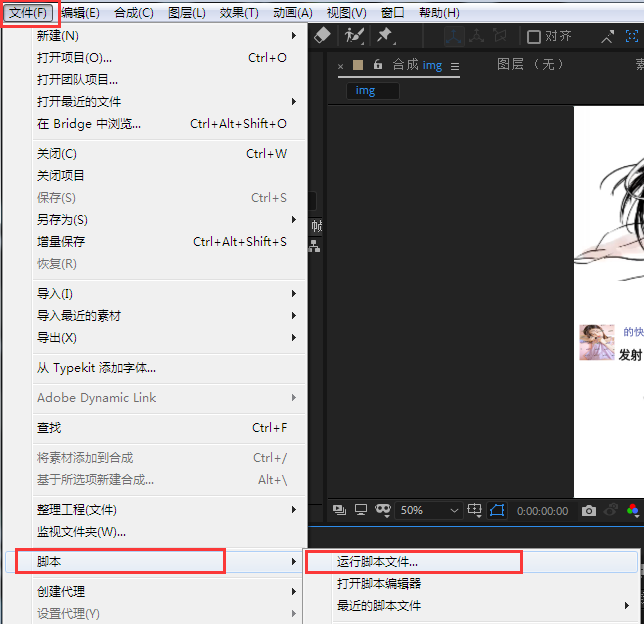 文件(F) 编辑(E) 合成(C) 图层(L) 效果(T) 动画(A) 视图(V) 窗口 帮助(H)
新建(N)
打开项目(O)... Ctrl+O
打开团队项目...
打开最近的文件
在 Bridge 中浏览... Ctrl+Alt+Shift+O
关闭(C) Ctrl+W
关闭项目
保存(S) Ctrl+S
另存为(S)
增量保存 Ctrl+Alt+Shift+S
恢复(R)
导入(I)
导入最近的素材
导出(X)
从 Typekit 添加字体...
Adobe Dynamic Link
查找 Ctrl+F
将素材添加到合成 Ctrl+/
基于所选项新建合成... Alt+\
整理工程(文件)
监视文件夹(W)...
脚本
创建代理
设置代理(Y)
运行脚本文件...
打开脚本编辑器
最近的脚本文件
对齐
合成 img
图层 （无）
素
img
帧
的快
发射
50%
0:00:00:00